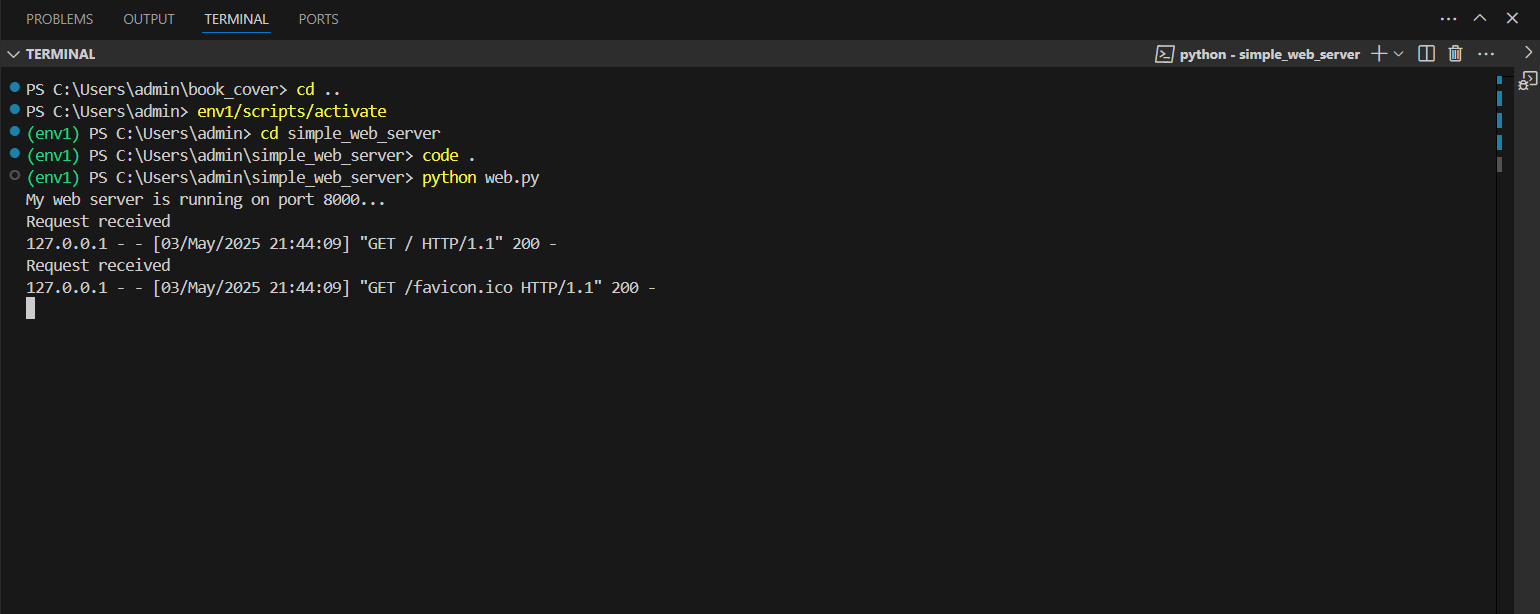 PROBLEMS OUTPUT TERMINAL PORTS
TERMINAL python - simple_web_server
PS C:\Users\admin\book_cover> cd ..
PS C:\Users\admin> env1/scripts/activate
(env1) PS C:\Users\admin> cd simple_web_server
(env1) PS C:\Users\admin\simple_web_server> code .
(env1) PS C:\Users\admin\simple_web_server> python web.py
My web server is running on port 8000...
Request received
127.0.0.1 - - [03/May/2025 21:44:09] "GET / HTTP/1.1" 200 -
Request received
127.0.0.1 - - [03/May/2025 21:44:09] "GET /favicon.ico HTTP/1.1" 200 -